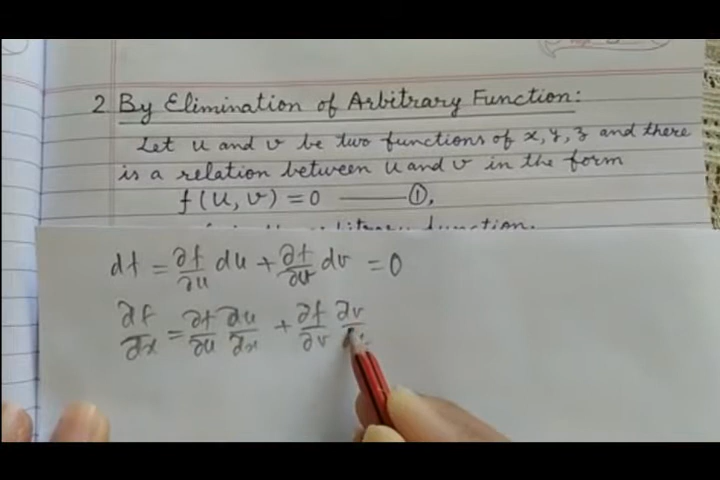 2 By Elimination of Arbitrary Function:
Let u and v be two functions of x, y, z and there
is a relation between u and v in the form
f(u, v) = 0 —— ①,
df = ∂f/∂u du + ∂f/∂v dv = 0
∂f/∂x = ∂f/∂u ∂u/∂x + ∂f/∂v ∂v/